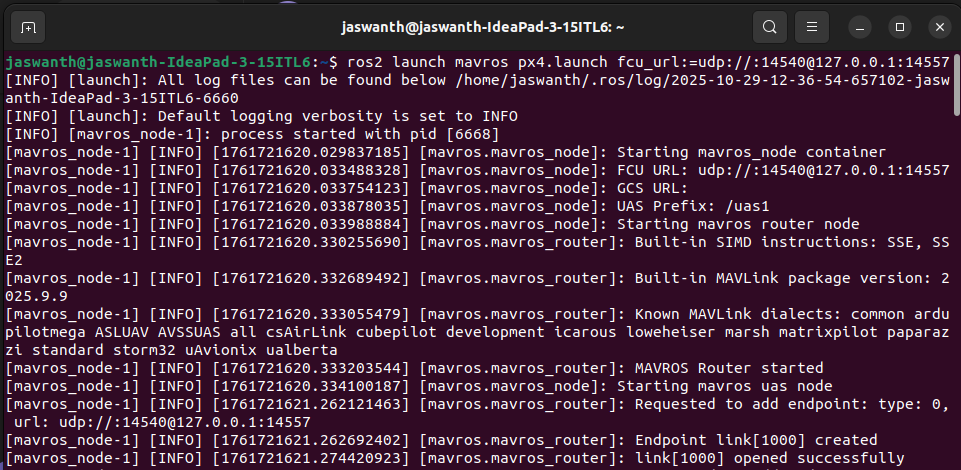 jaswanth@jaswanth-IdeaPad-3-15ITL6: ~
jaswanth@jaswanth-IdeaPad-3-15ITL6:~$ ros2 launch mavros px4.launch fcu_url:=udp://:14540@127.0.0.1:14557
[INFO] [launch]: All log files can be found below /home/jaswanth/.ros/log/2025-10-29-12-36-54-657102-jasw
anth-IdeaPad-3-15ITL6-6660
[INFO] [launch]: Default logging verbosity is set to INFO
[INFO] [mavros_node-1]: process started with pid [6668]
[mavros_node-1] [INFO] [1761721620.029837185] [mavros.mavros_node]: Starting mavros_node container
[mavros_node-1] [INFO] [1761721620.033488328] [mavros.mavros_node]: FCU URL: udp://:14540@127.0.0.1:14557
[mavros_node-1] [INFO] [1761721620.033754123] [mavros.mavros_node]: GCS URL:
[mavros_node-1] [INFO] [1761721620.033878035] [mavros.mavros_node]: UAS Prefix: /uas1
[mavros_node-1] [INFO] [1761721620.033988884] [mavros.mavros_node]: Starting mavros router node
[mavros_node-1] [INFO] [1761721620.330255690] [mavros.mavros_router]: Built-in SIMD instructions: SSE, SS
E2
[mavros_node-1] [INFO] [1761721620.332689492] [mavros.mavros_router]: Built-in MAVLink package version: 2
025.9.9
[mavros_node-1] [INFO] [1761721620.333055479] [mavros.mavros_router]: Known MAVLink dialects: common ardu
pilotmega ASLUAV AVSSUAS all csAirLink cubepilot development icarous loweheiser marsh matrixpilot paparaz
zi standard storm32 uAvionix ualberta
[mavros_node-1] [INFO] [1761721620.333203544] [mavros.mavros_router]: MAVROS Router started
[mavros_node-1] [INFO] [1761721620.334100187] [mavros.mavros_node]: Starting mavros uas node
[mavros_node-1] [INFO] [1761721621.262121463] [mavros.mavros_router]: Requested to add endpoint: type: 0,
 url: udp://:14540@127.0.0.1:14557
[mavros_node-1] [INFO] [1761721621.262692402] [mavros.mavros_router]: Endpoint link[1000] created
[mavros_node-1] [INFO] [1761721621.274420923] [mavros.mavros_router]: link[1000] opened successfully